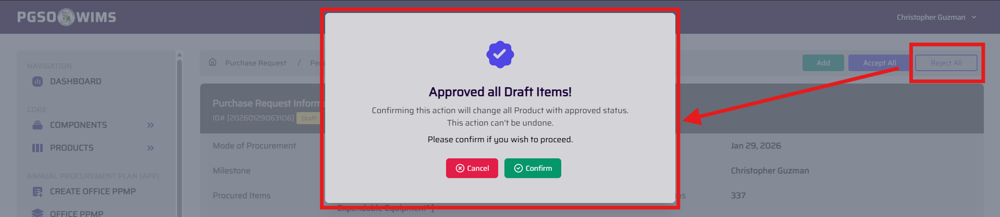 PGSO WIMS
Christopher Guzman
NAVIGATION
DASHBOARD
CORE
COMPONENTS
PRODUCTS
ANNUAL PROCUREMENT PLAN (APP)
CREATE OFFICE PPMP
OFFICE PPMP
Purchase Request /
Add
Accept All
Reject All
Purchase Request
ID# [20260129063106] Draft
Mode of Procurement
Jan 29, 2026
Milestone
Christopher Guzman
Procured Items
337
Expendable Equipment
Approved all Draft Items!
Confirming this action will change all Product with approved status.
This action can't be undone.
Please confirm if you wish to proceed.
Cancel
Confirm